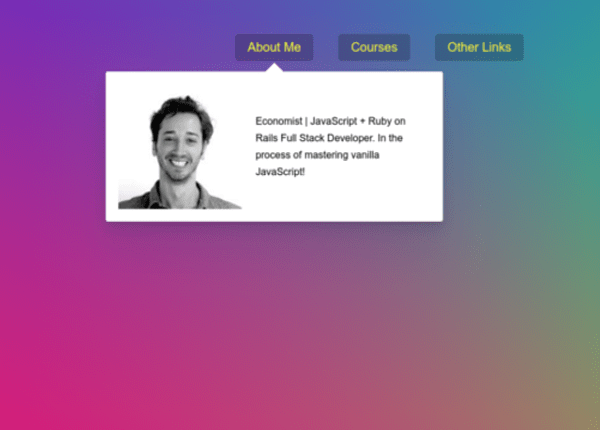 About Me
Courses
Other Links
Economist | JavaScript + Ruby on
Rails Full Stack Developer. In the
process of mastering vanilla
JavaScript!